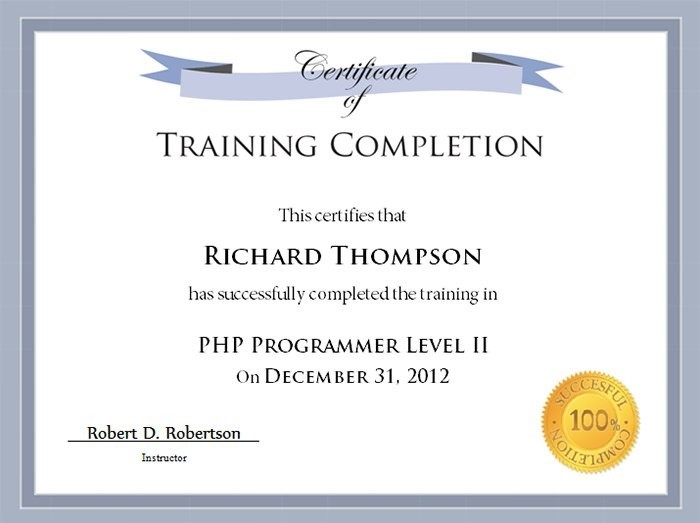 Certificate
of
TRAINING COMPLETION
This certifies that
RICHARD THOMPSON
has successfully completed the training in
PHP PROGRAMMER LEVEL II
ON DECEMBER 31, 2012
SUCCESFUL
100%
COMPLETION
Robert D. Robertson
Instructor